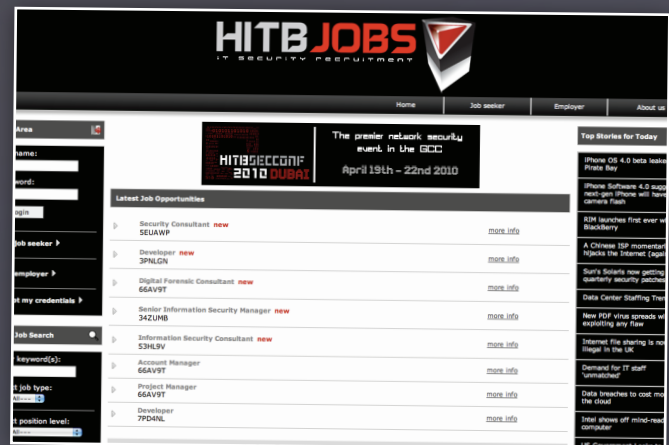 HITB JOBS
IT SECURITY RECRUITMENT
Home
Job seeker
Employer
About us
Area
name:
word:
ogin
Job seeker
employer
t my credentials
Job Search
keyword(s):
t job type:
t position level:
HITBSECCONF
2010 DUBAI
The premier network security
event in the GCC
April 19th - 22nd 2010
Latest Job Opportunities
Security Consultant new
5EUAWP
more info
Developer new
3PNLGN
more info
Digital Forensic Consultant new
66AV9T
more info
Senior Information Security Manager new
34ZUMB
more info
Information Security Consultant new
S3HL9V
more info
Account Manager
66AV9T
more info
Project Manager
66AV9T
more info
Developer
7PD4NL
more info
Top Stories for Today
iPhone OS 4.0 beta leake
Pirate Bay
iPhone Software 4.0 sugg
next-gen iPhone will have
camera flash
RIM launches first ever wi
BlackBerry
A Chinese ISP momentari
hijacks the Internet (agai
Sun's Solaris now getting
quarterly security patches
Data Center Staffing Tren
New PDF virus spreads wi
exploiting any flaw
Internet file sharing is no
illegal in the UK
Demand for IT staff
'unmatched'
Data breaches to cost mo
the cloud
Intel shows off mind-read
computer